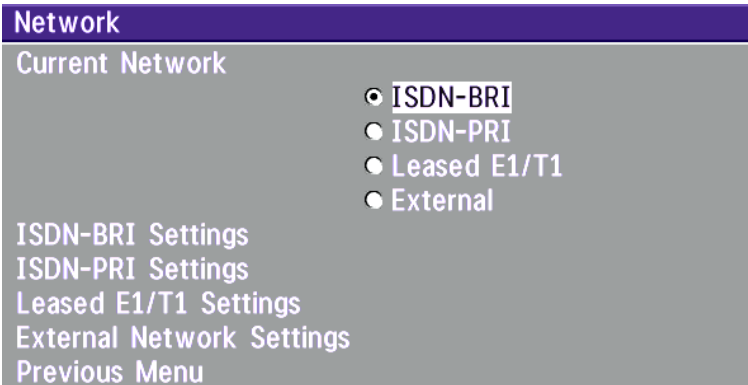 Network
Current Network
ISDN-BRI
ISDN-PRI
Leased E1/T1
External
ISDN-BRI Settings
ISDN-PRI Settings
Leased E1/T1 Settings
External Network Settings
Previous Menu